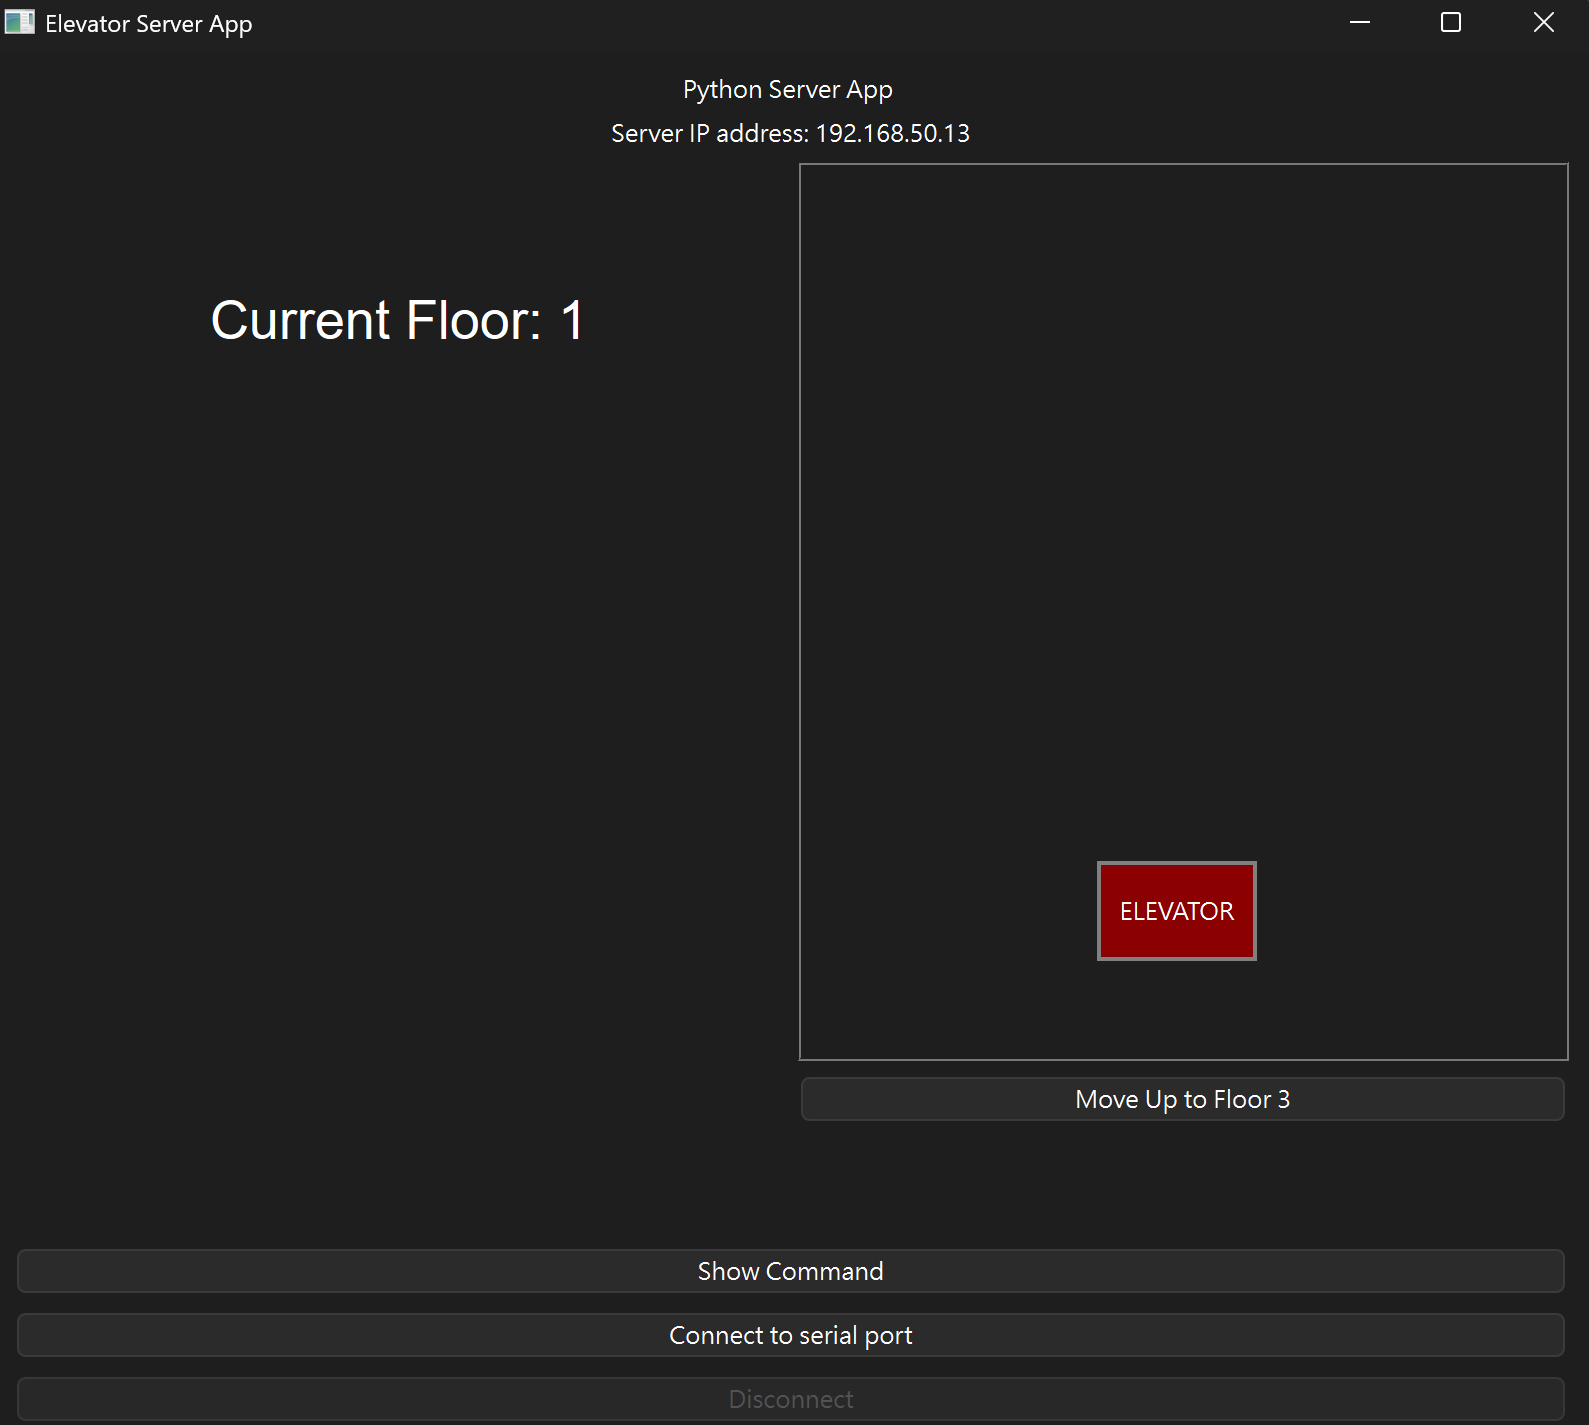 Elevator Server App
Python Server App
Server IP address: 192.168.50.13
Current Floor: 1
ELEVATOR
Move Up to Floor 3
Show Command
Connect to serial port
Disconnect